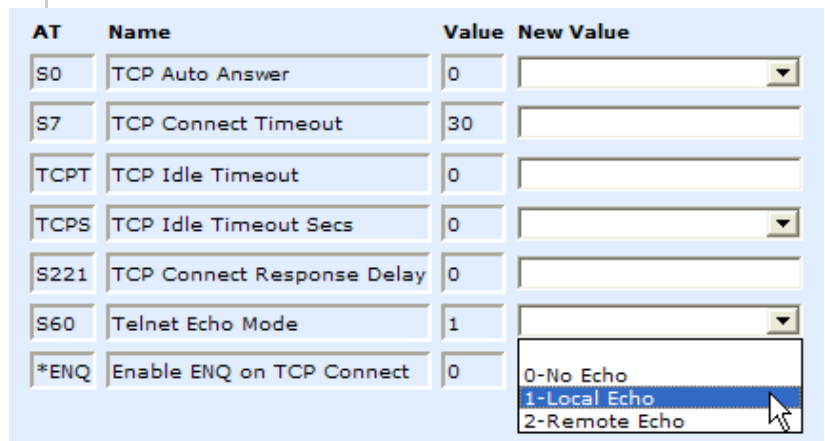 AT Name Value New Value
S0 TCP Auto Answer 0
S7 TCP Connect Timeout 30
TCPT TCP Idle Timeout 0
TCPS TCP Idle Timeout Secs 0
S221 TCP Connect Response Delay 0
S60 Telnet Echo Mode 1
*ENQ Enable ENQ on TCP Connect 0
0-No Echo
1-Local Echo
2-Remote Echo